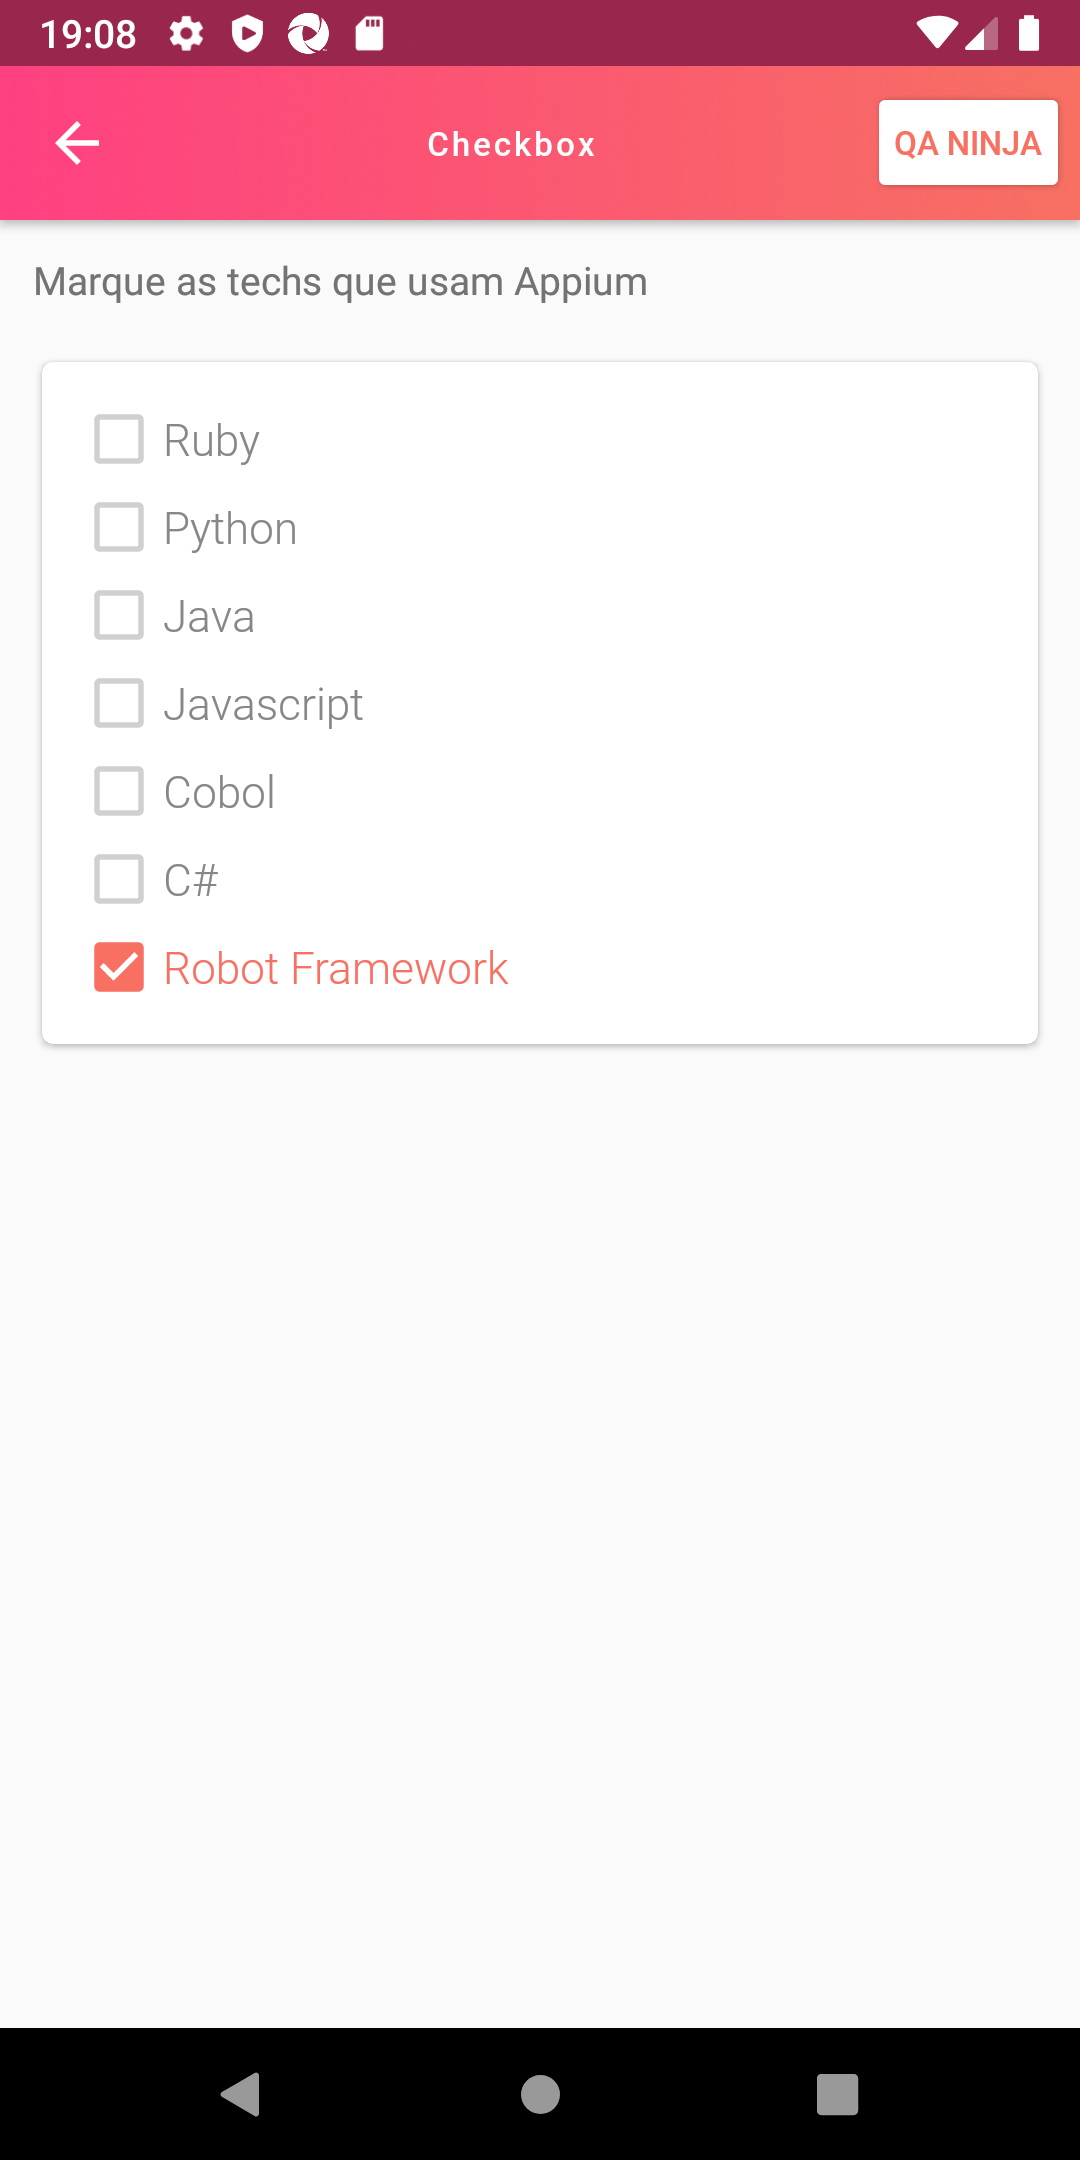 19:08
Checkbox
QA NINJA
Marque as techs que usam Appium
Ruby
Python
Java
Javascript
Cobol
C#
Robot Framework